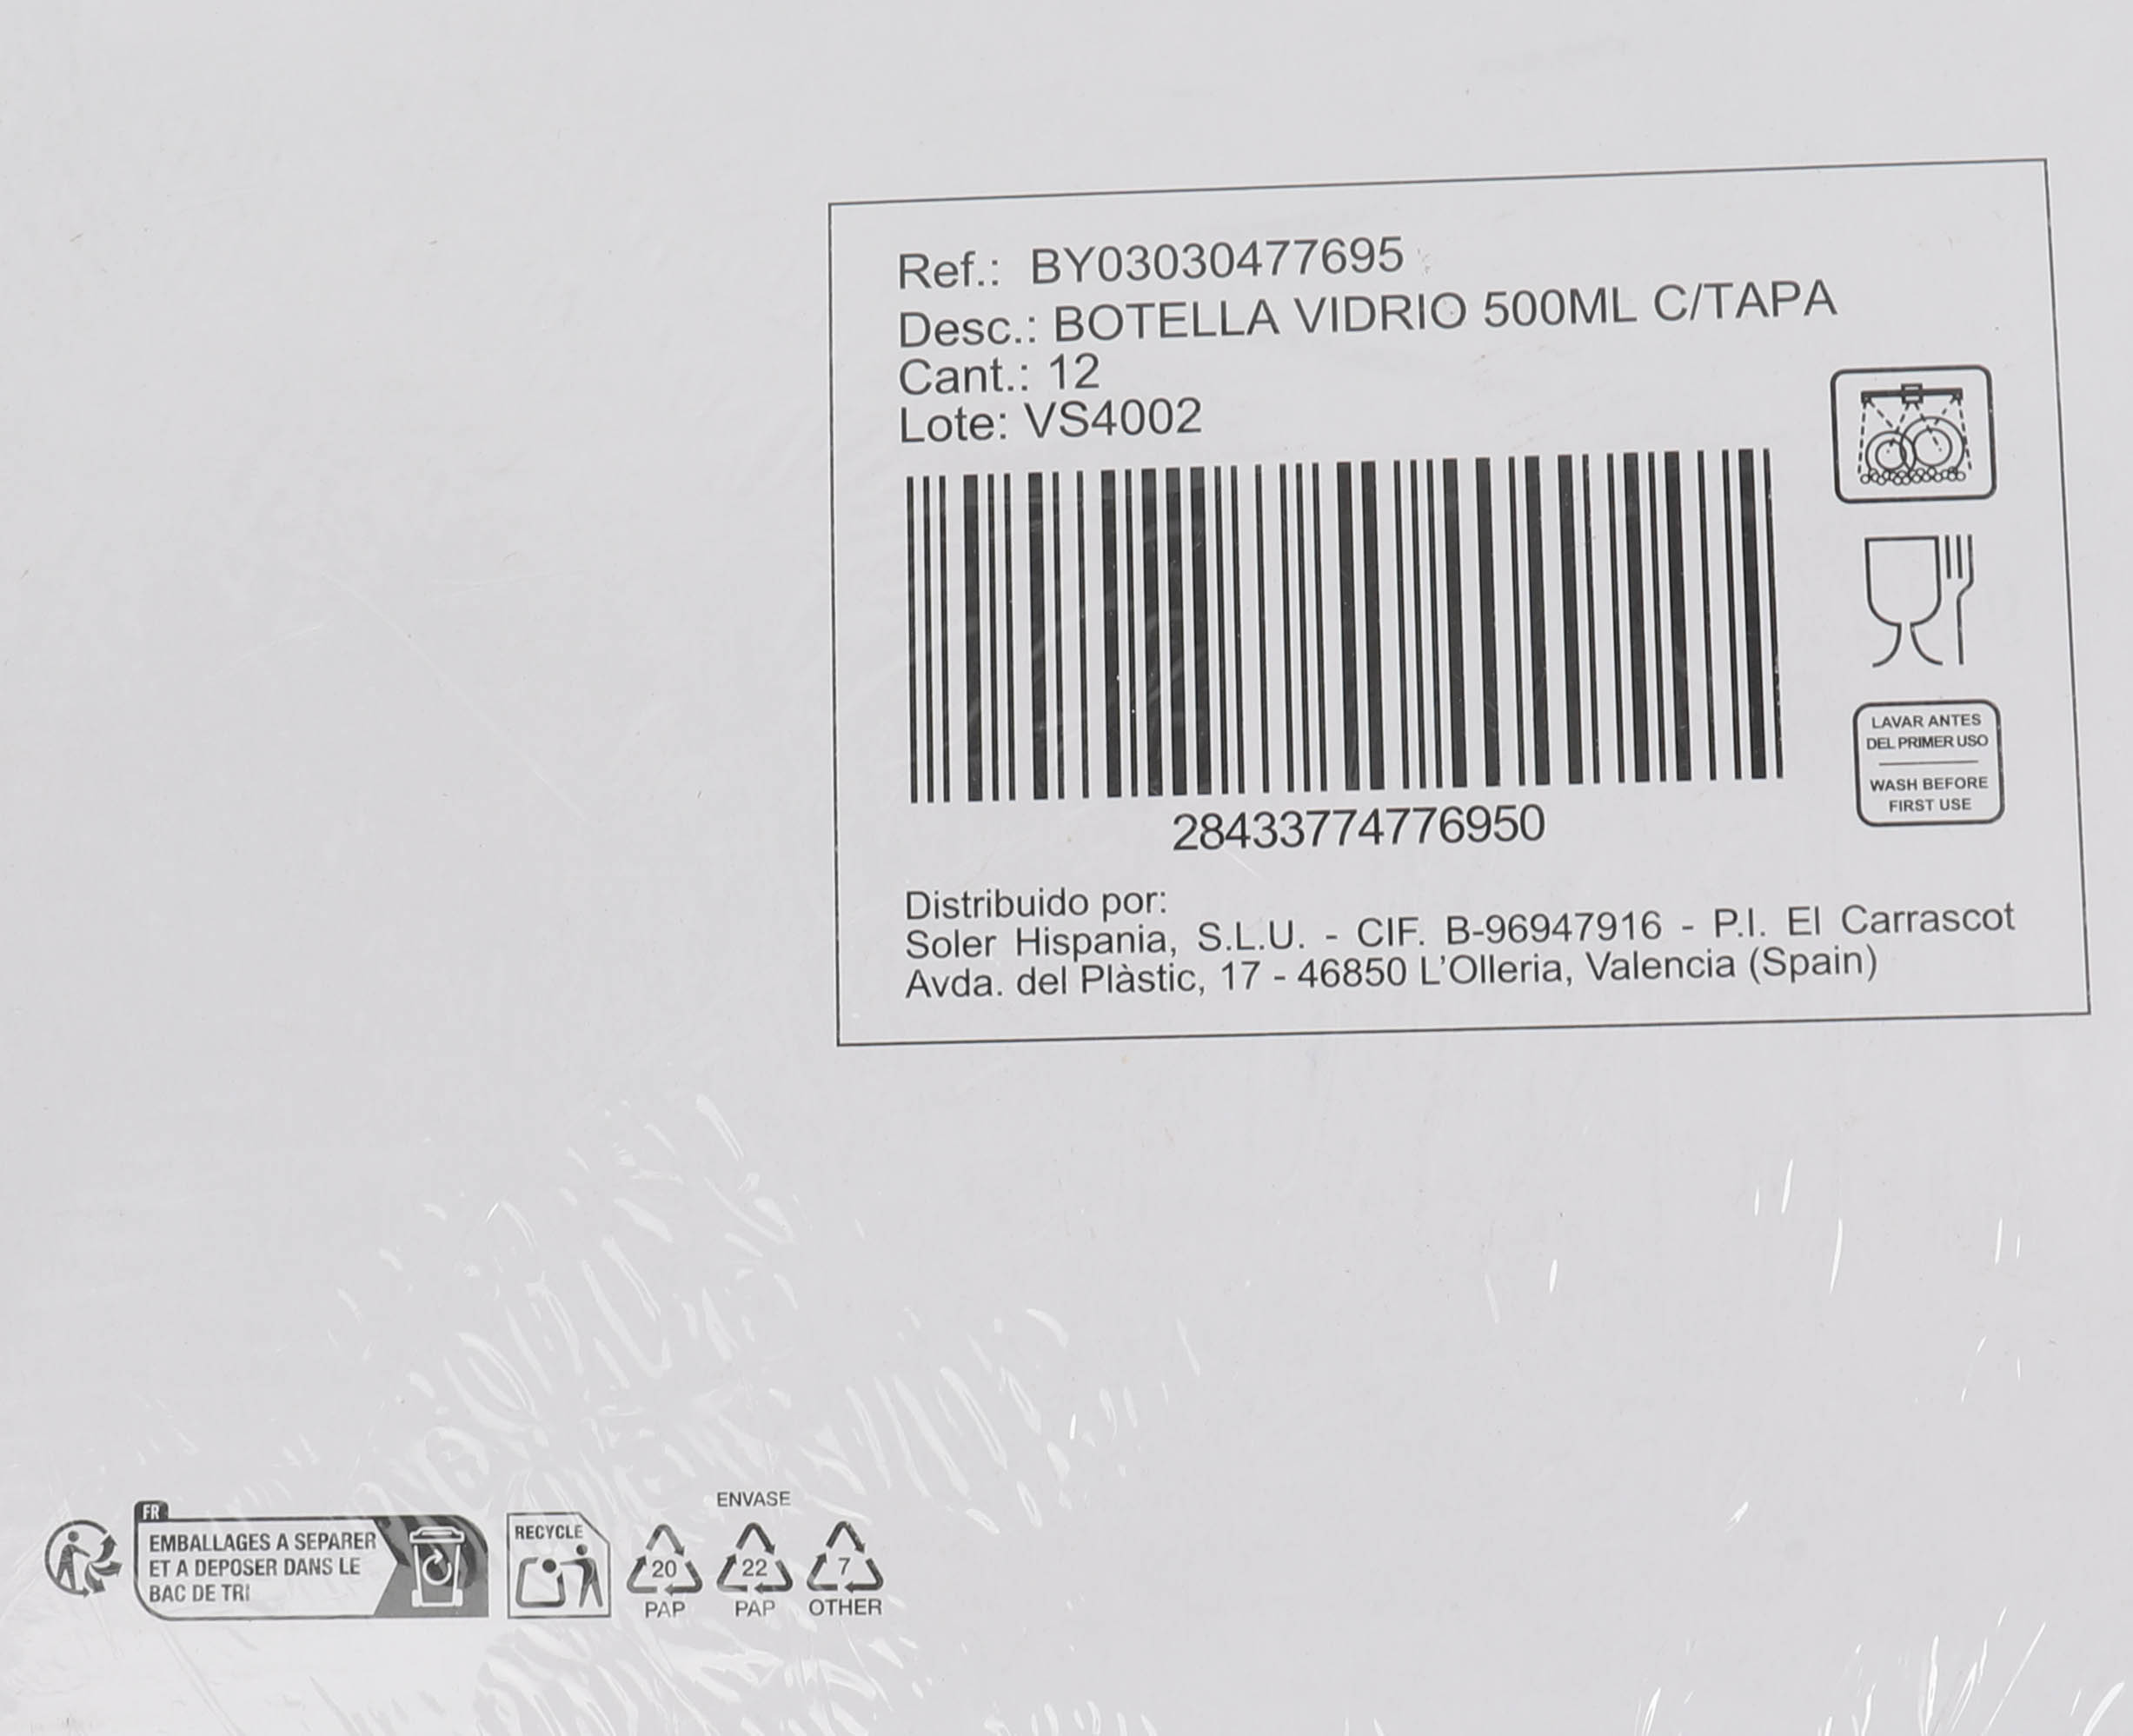 Ref.: BY03030477695
Desc.: BOTELLA VIDRIO 500ML C/TAPA
Cant.: 12
Lote: VS4002
28433774776950
LAVAR ANTES
DEL PRIMER USO
WASH BEFORE
FIRST USE
Distribuido por:
Soler Hispania, S.L.U. - CIF. B-96947916 - P.I. El Carrascot
Avda. del Plàstic, 17 - 46850 L'Olleria, Valencia (Spain)
FR
EMBALLAGES A SEPARER
ET A DEPOSER DANS LE
BAC DE TRI
RECYCLE
ENVASE
20
PAP
22
PAP
7
OTHER